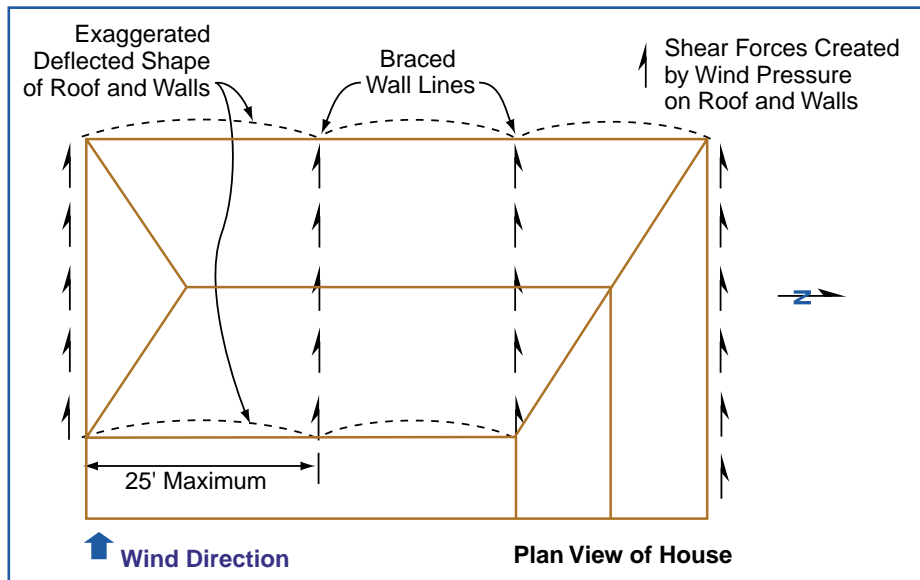 Exaggerated
Deflected Shape
of Roof and Walls
Braced
Wall Lines
Shear Forces Created
by Wind Pressure
on Roof and Walls
N
25' Maximum
Wind Direction
Plan View of House